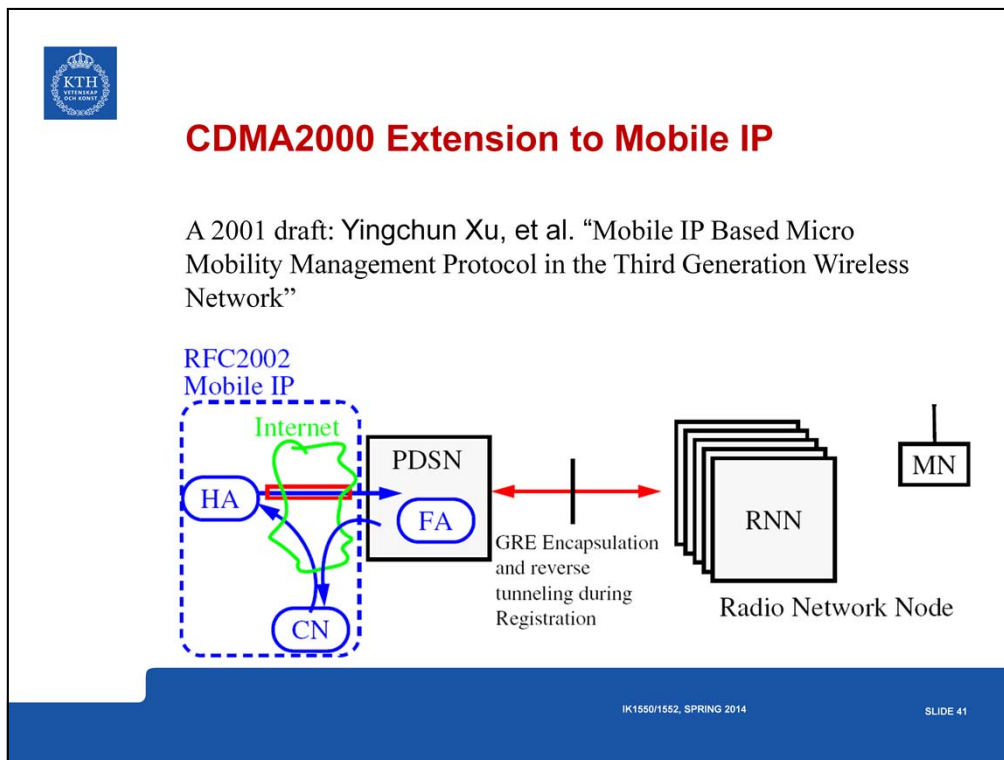 KTH
VETENSKAP
OCH KONST
CDMA2000 Extension to Mobile IP
A 2001 draft: Yingchun Xu, et al. “Mobile IP Based Micro
Mobility Management Protocol in the Third Generation Wireless
Network”
RFC2002
Mobile IP
Internet
HA
CN
PDSN
FA
GRE Encapsulation
and reverse
tunneling during
Registration
RNN
Radio Network Node
MN
IK1550/1552, SPRING 2014
SLIDE 41